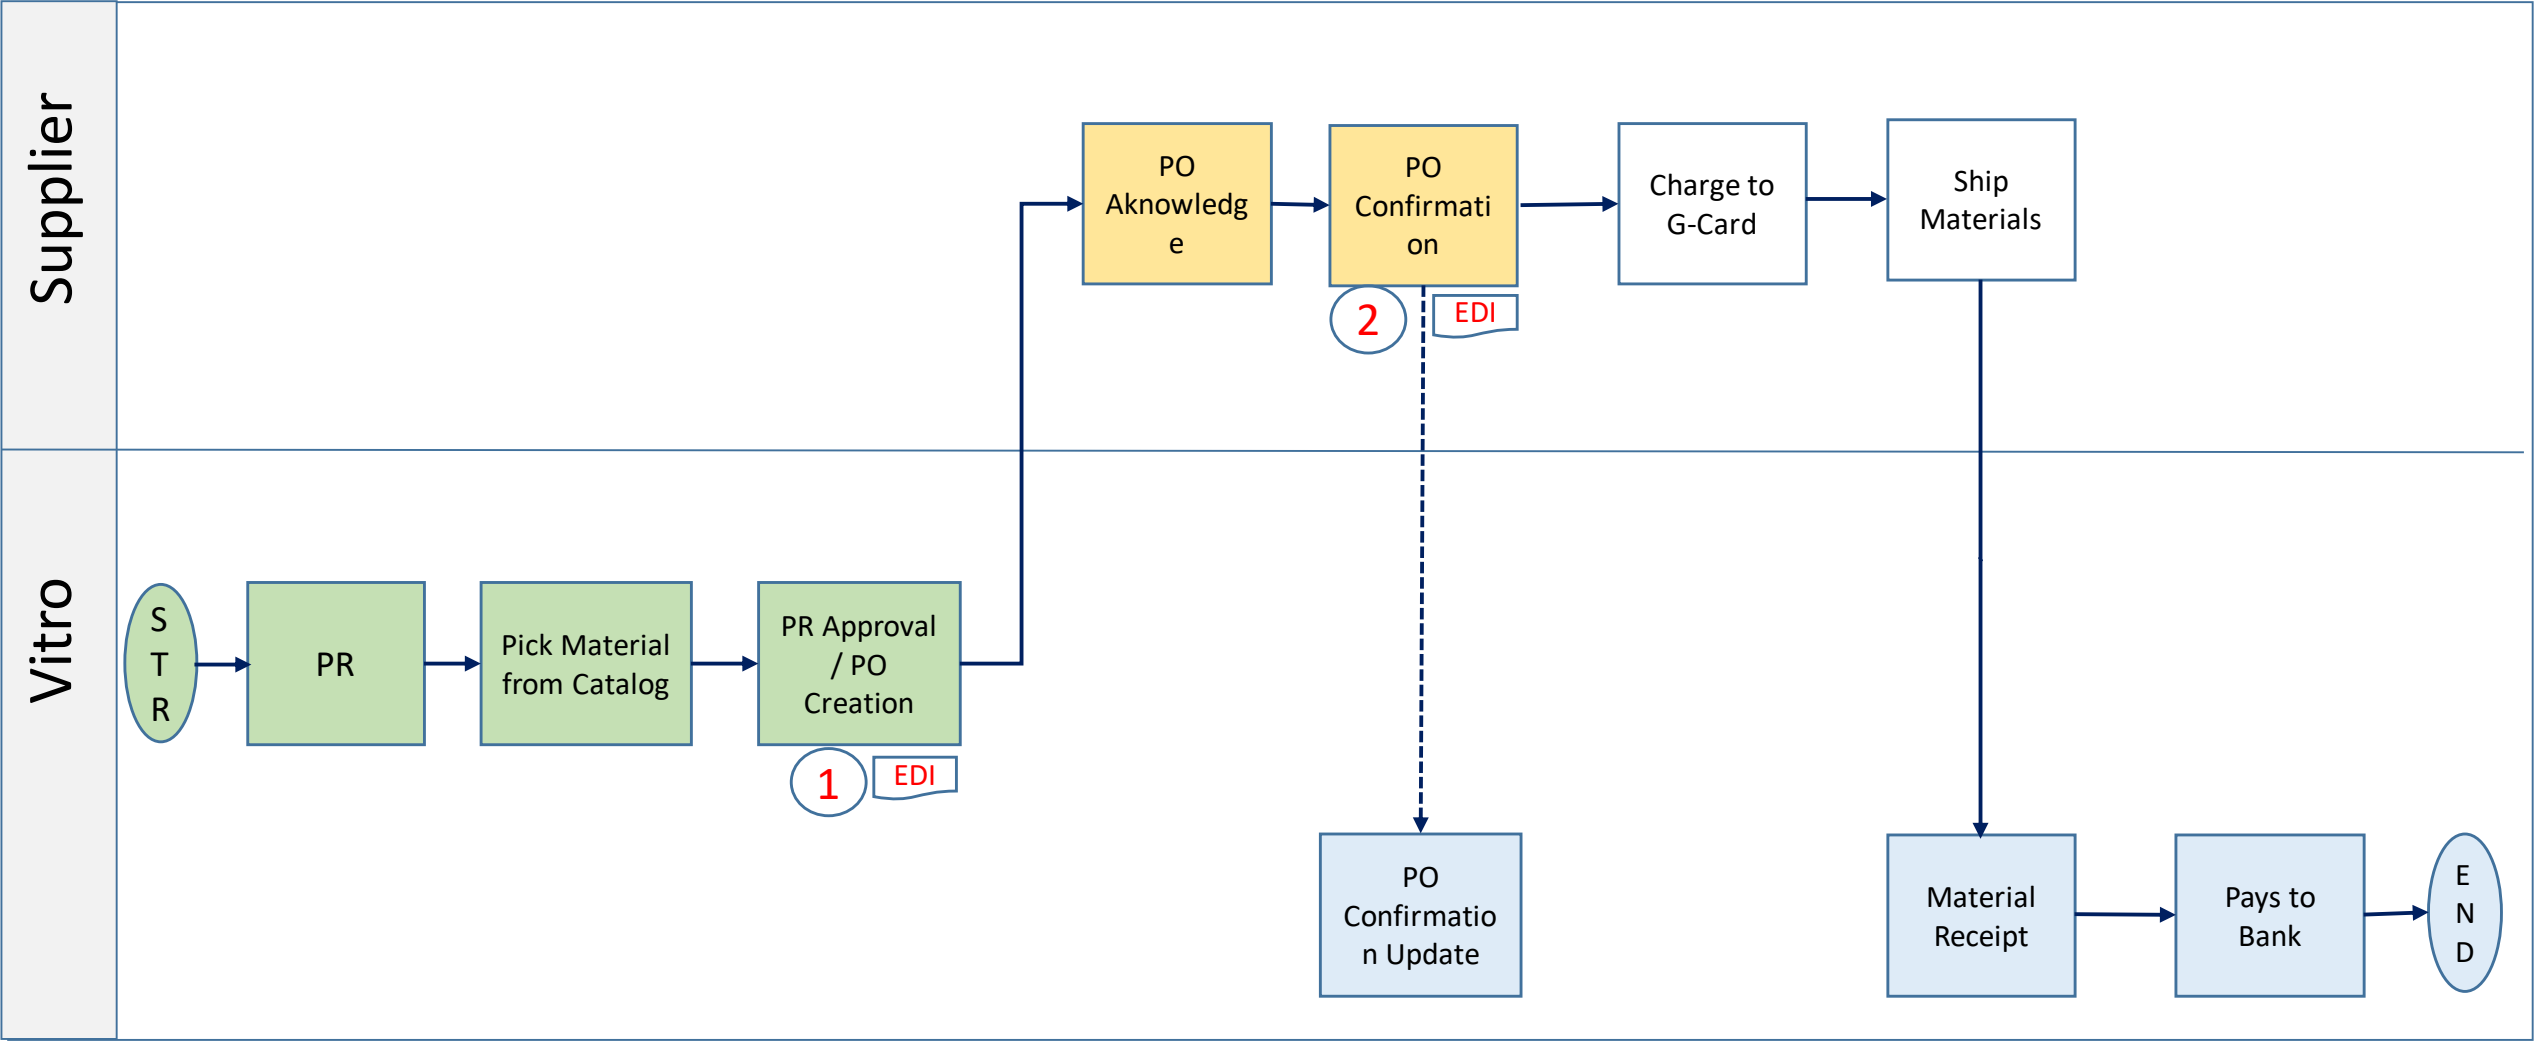 Supplier
PO
Aknowledg
e
PO
Confirmati
on
Charge to
G-Card
Ship
Materials
2
EDI
Vitro
S
T
R
PR
Pick Material
from Catalog
PR Approval
/ PO
Creation
1
EDI
PO
Confirmatio
n Update
Material
Receipt
Pays to
Bank
E
N
D